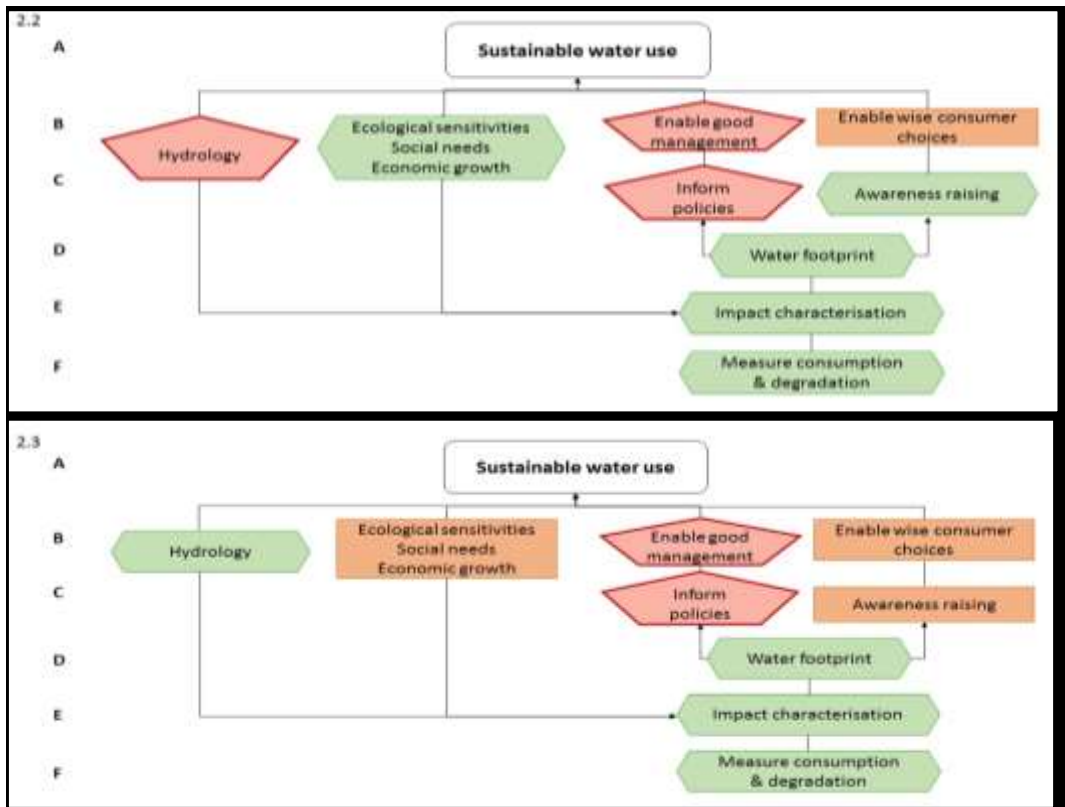 2.2
A
Sustainable water use
B
Hydrology
Ecological sensitivities
Social needs
Economic growth
Enable good
management
Enable wise consumer
choices
C
Inform
policies
Awareness raising
D
Water footprint
E
Impact characterisation
F
Measure consumption
& degradation
2.3
A
Sustainable water use
B
Hydrology
Ecological sensitivities
Social needs
Economic growth
Enable good
management
Enable wise consumer
choices
C
Inform
policies
Awareness raising
D
Water footprint
E
Impact characterisation
F
Measure consumption
& degradation